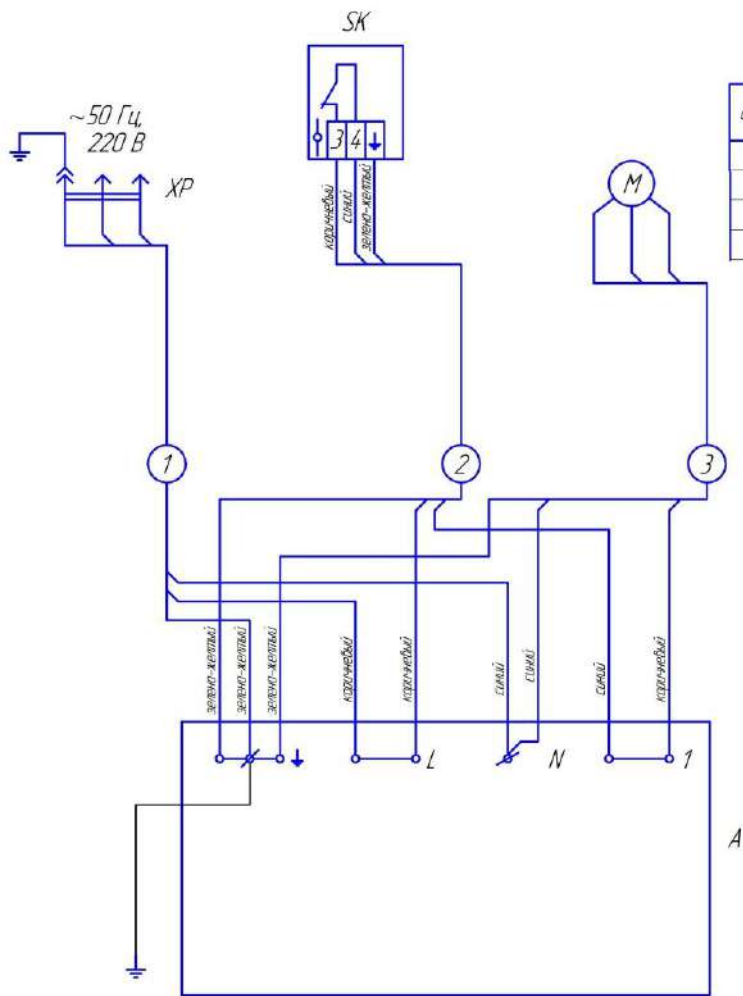 SK
~50 Гц,
220 В
XP
3 4
коричневый
синий
зелено-желтый
M
1
2
3
зелено-желтый
зелено-желтый
зелено-желтый
коричневый
коричневый
синий
синий
синий
коричневый
L
N
1
A